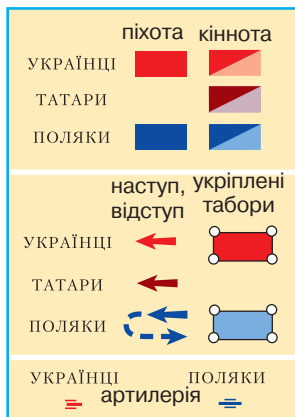 піхота кіннота
УКРАЇНЦІ
ТАТАРИ
ПОЛЯКИ
наступ, укріплені
відступ табори
УКРАЇНЦІ
ТАТАРИ
ПОЛЯКИ
УКРАЇНЦІ ПОЛЯКИ
артилерія